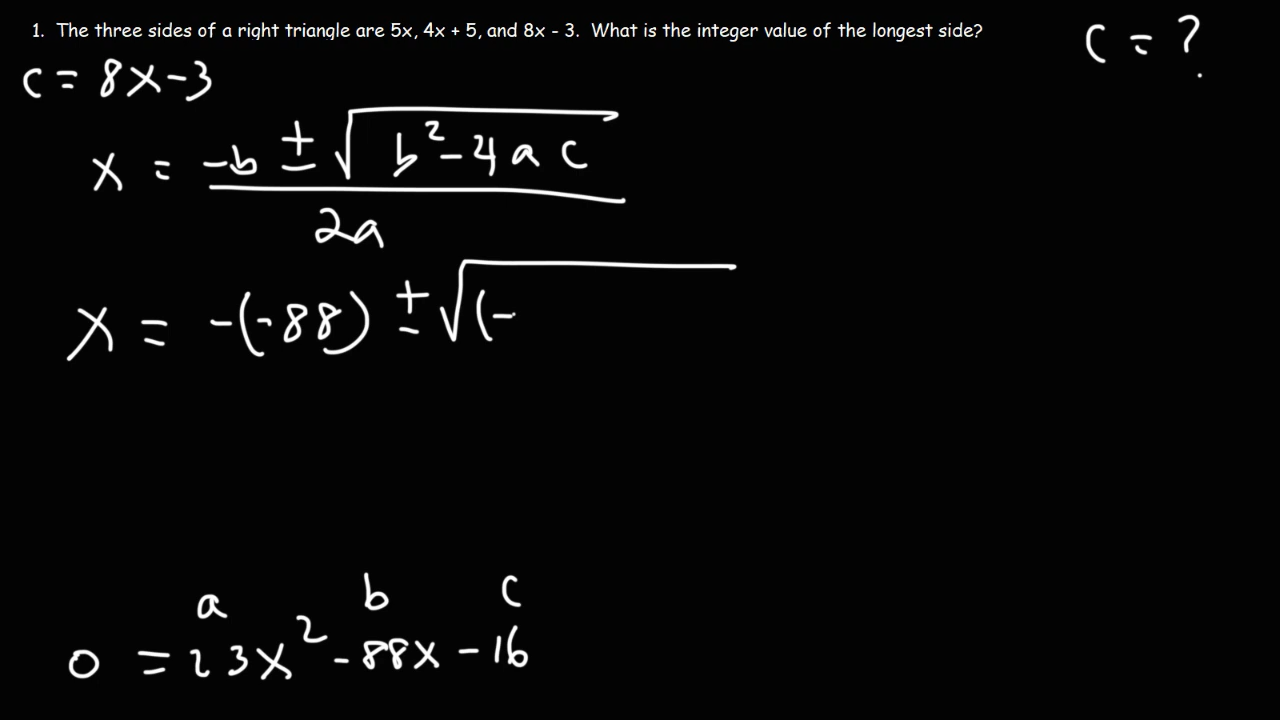 1. The three sides of a right triangle are 5x, 4x + 5, and 8x - 3. What is the integer value of the longest side?
c = ?
c = 8x-3
x = -b ± √(b²-4ac)
2a
x = -(-88) ± √(-
a b c
0 = 23x² - 88x - 16